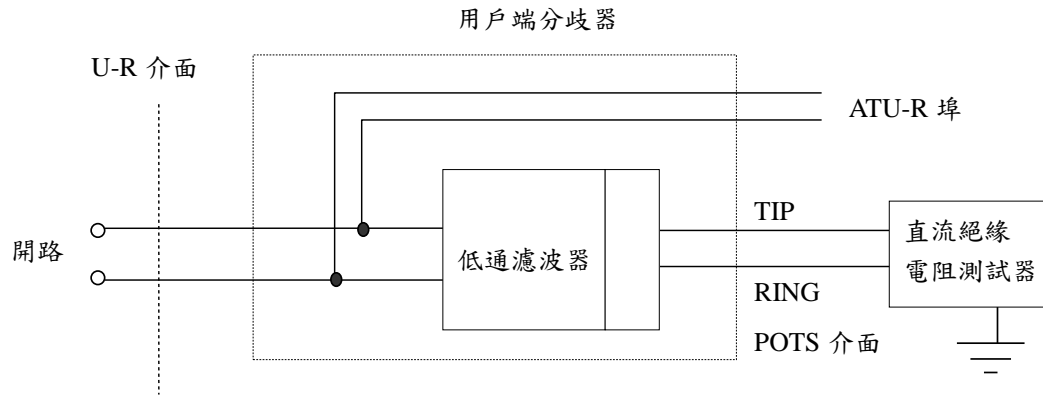 用戶端分歧器
U-R 介面
ATU-R 埠
TIP
開路
低通濾波器
直流絕緣
電阻測試器
RING
POTS 介面